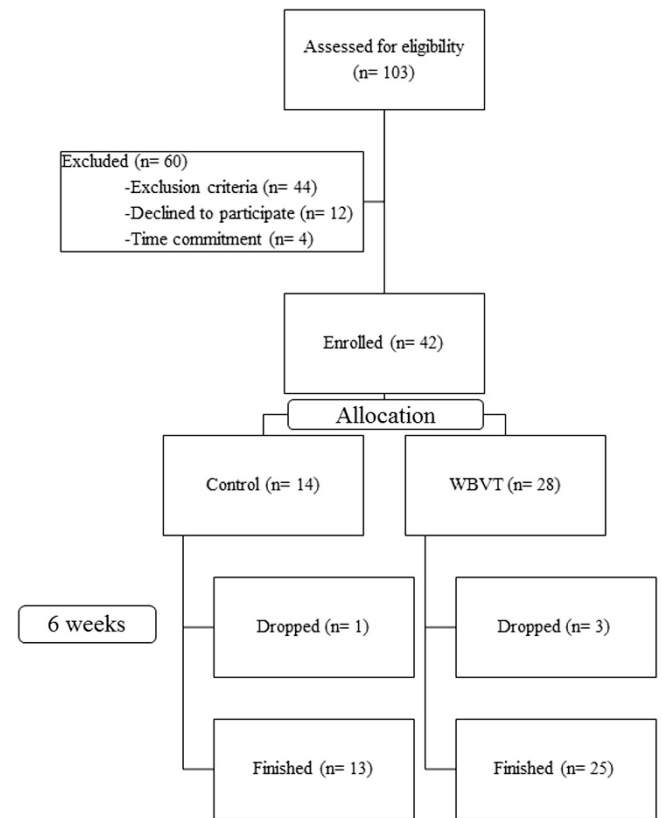 Assessed for eligibility
(n= 103)
Excluded (n= 60)
-Exclusion criteria (n= 44)
-Declined to participate (n= 12)
-Time commitment (n= 4)
Enrolled (n= 42)
Allocation
Control (n= 14)
WBVT (n= 28)
6 weeks
Dropped (n= 1)
Dropped (n= 3)
Finished (n= 13)
Finished (n= 25)